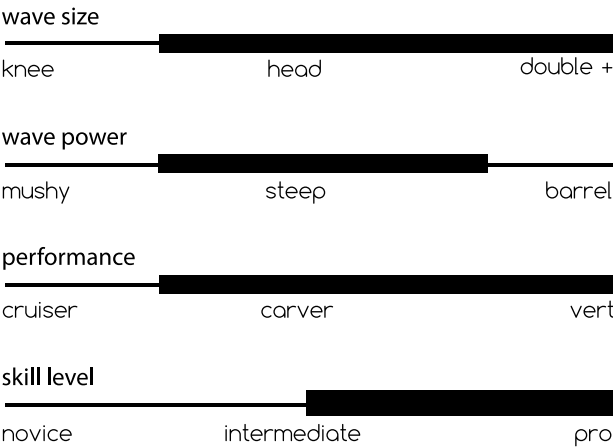 wave size
knee head double +
wave power
mushy steep barrel
performance
cruiser carver vert
skill level
novice intermediate pro